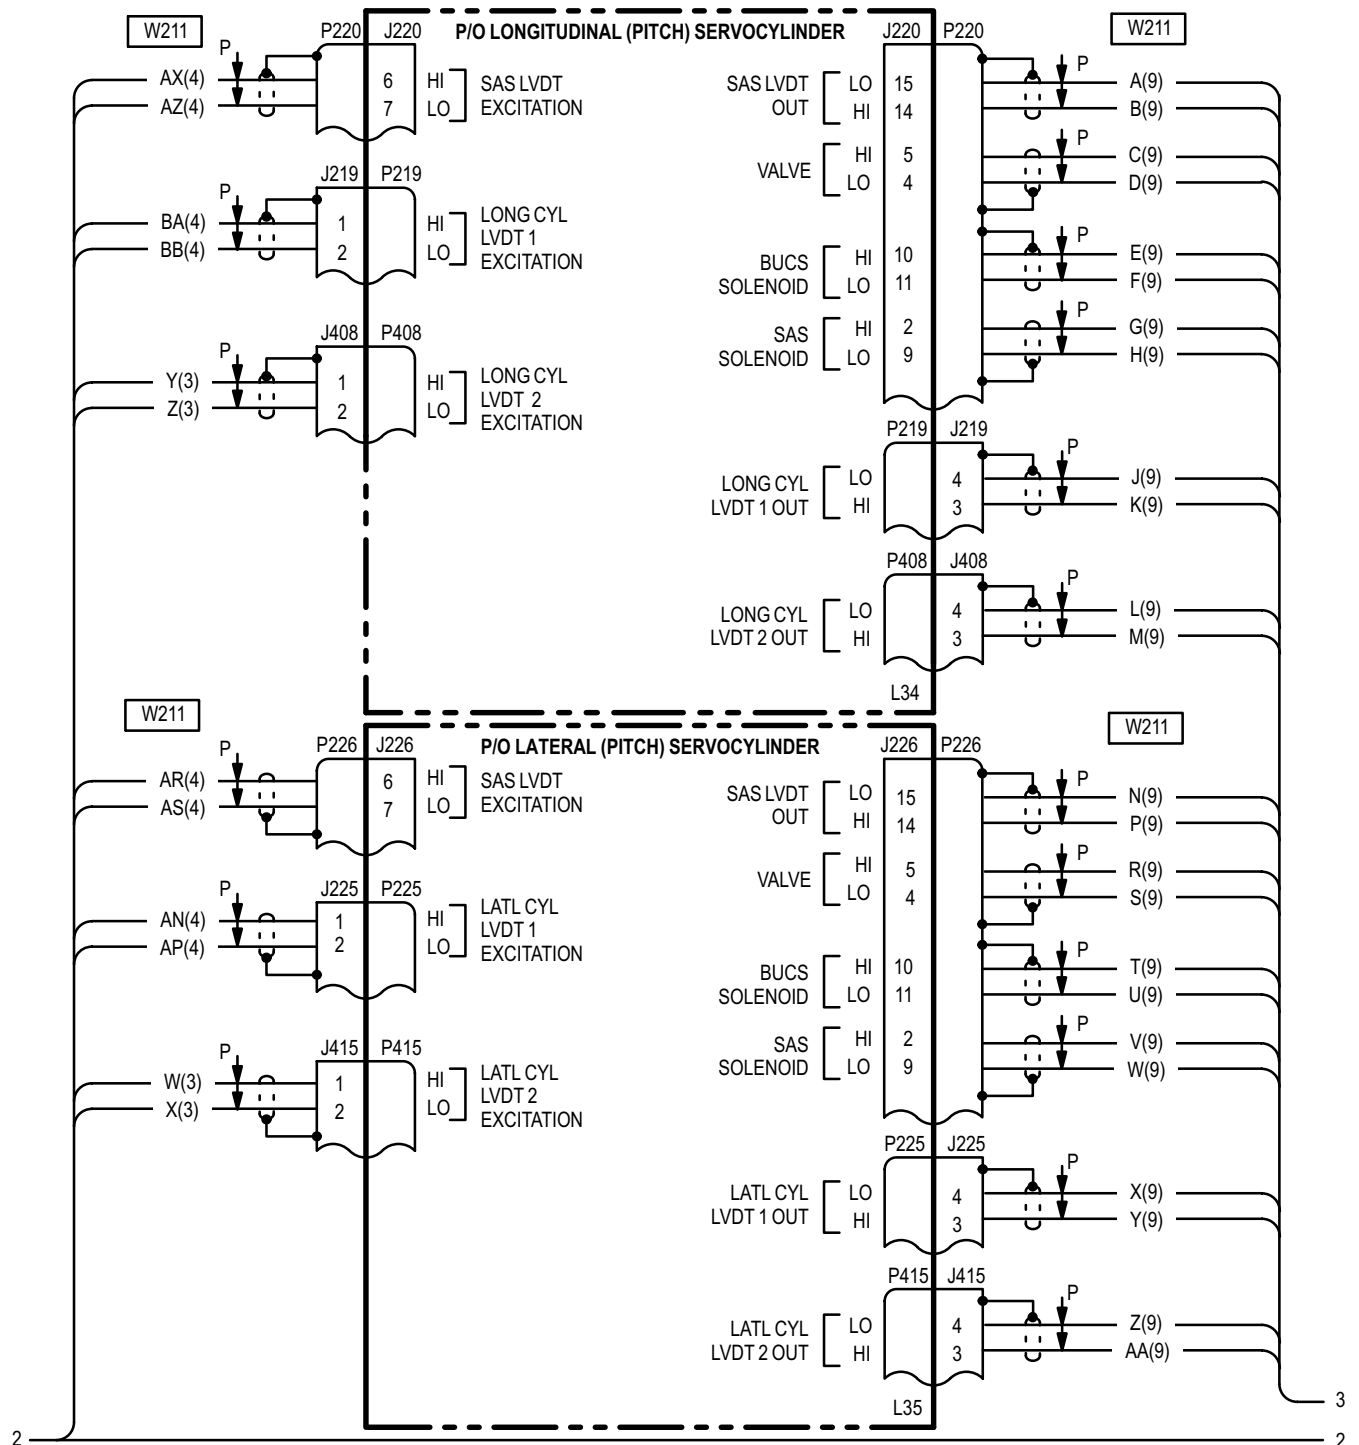 W211
P220 J220
P/O LONGITUDINAL (PITCH) SERVOCYLINDER
J220 P220
W211
P
AX(4)
AZ(4)
6
7
HI
LO
SAS LVDT
EXCITATION
SAS LVDT
OUT
LO
HI
15
14
P
A(9)
B(9)
VALVE
HI
LO
5
4
P
C(9)
D(9)
J219 P219
P
BA(4)
BB(4)
1
2
HI
LO
LONG CYL
LVDT 1
EXCITATION
BUCS
SOLENOID
HI
LO
10
11
P
E(9)
F(9)
SAS
SOLENOID
HI
LO
2
9
P
G(9)
H(9)
J408 P408
P
Y(3)
Z(3)
1
2
HI
LO
LONG CYL
LVDT 2
EXCITATION
P219 J219
LONG CYL
LVDT 1 OUT
LO
HI
4
3
P
J(9)
K(9)
P408 J408
LONG CYL
LVDT 2 OUT
LO
HI
4
3
P
L(9)
M(9)
L34
W211
P226 J226
P/O LATERAL (PITCH) SERVOCYLINDER
J226 P226
W211
P
AR(4)
AS(4)
6
7
HI
LO
SAS LVDT
EXCITATION
SAS LVDT
OUT
LO
HI
15
14
P
N(9)
P(9)
VALVE
HI
LO
5
4
P
R(9)
S(9)
J225 P225
P
AN(4)
AP(4)
1
2
HI
LO
LATL CYL
LVDT 1
EXCITATION
BUCS
SOLENOID
HI
LO
10
11
P
T(9)
U(9)
SAS
SOLENOID
HI
LO
2
9
P
V(9)
W(9)
J415 P415
P
W(3)
X(3)
1
2
HI
LO
LATL CYL
LVDT 2
EXCITATION
P225 J225
LATL CYL
LVDT 1 OUT
LO
HI
4
3
P
X(9)
Y(9)
P415 J415
LATL CYL
LVDT 2 OUT
LO
HI
4
3
P
Z(9)
AA(9)
L35
3
2
2